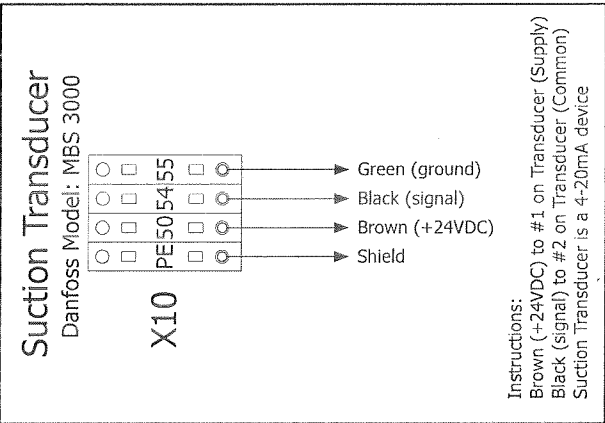 Suction Transducer
Danfoss Model: MBS 3000
X10
PE 50 54 55
Green (ground)
Black (signal)
Brown (+24VDC)
Shield
Instructions:
Brown (+24VDC) to #1 on Transducer (Supply)
Black (signal) to #2 on Transducer (Common)
Suction Transducer is a 4-20mA device